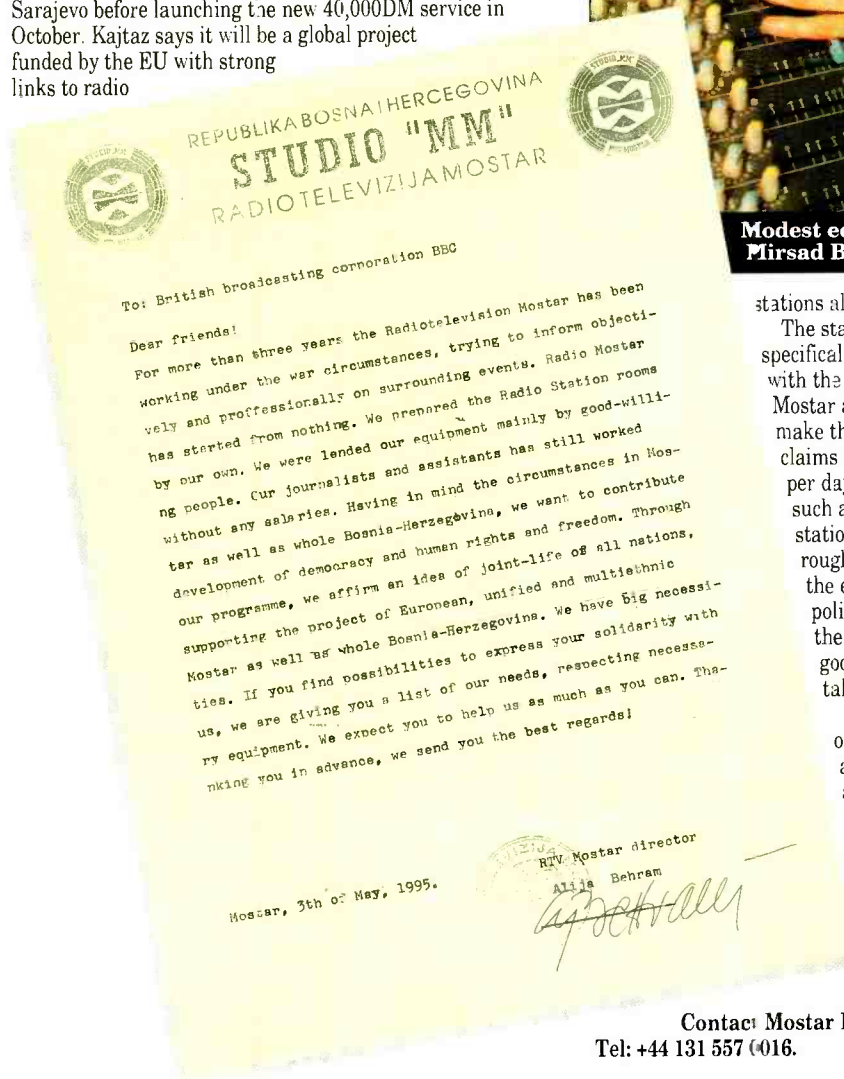 Sarajevo before launching the new 40,000DM service in
October. Kajtaz says it will be a global project
funded by the EU with strong
links to radio
REPUBLIKA BOSNA I HERCEGOVINA
STUDIO "MM"
RADIOTELEVIZIJA MOSTAR
To: British broadcasting corporation BBC
Dear friends!
For more than three years the Radiotelevision Mostar has been
working under the war circumstances, trying to inform objecti-
vely and proffessionally on surrounding events. Radio Mostar
has started from nothing. We prepared the Radio Station rooms
by our own. We were lended our equipment mainly by good-willi-
ng people. Our journalists and assistants has still worked
without any salaries. Having in mind the circumstances in Mos-
tar as well as whole Bosnia-Herzegovina, we want to contribute
development of democracy and human rights and freedom. Through
our programme, we affirm an idea of joint-life of all nations,
supporting the project of European, unified and multiethnic
Mostar as well as whole Bosnia-Herzegovina. We have big necessi-
ties. If you find possibilities to express your solidarity with
us, we are giving you a list of our needs, respecting necessa-
ry equipment. We expect you to help us as much as you can. Tha-
nking you in advance, we send you the best regards!
RTV Mostar director
Alija Behram
Mostar, 3th of May, 1995.
Modest e
Mirsad B
stations al
The sta
specifical
with the
Mostar a
make th
claims
per da
such a
statio
rough
the e
poli
the
goo
tal
o
a
a
Contact Mostar
Tel: +44 131 557 0016.